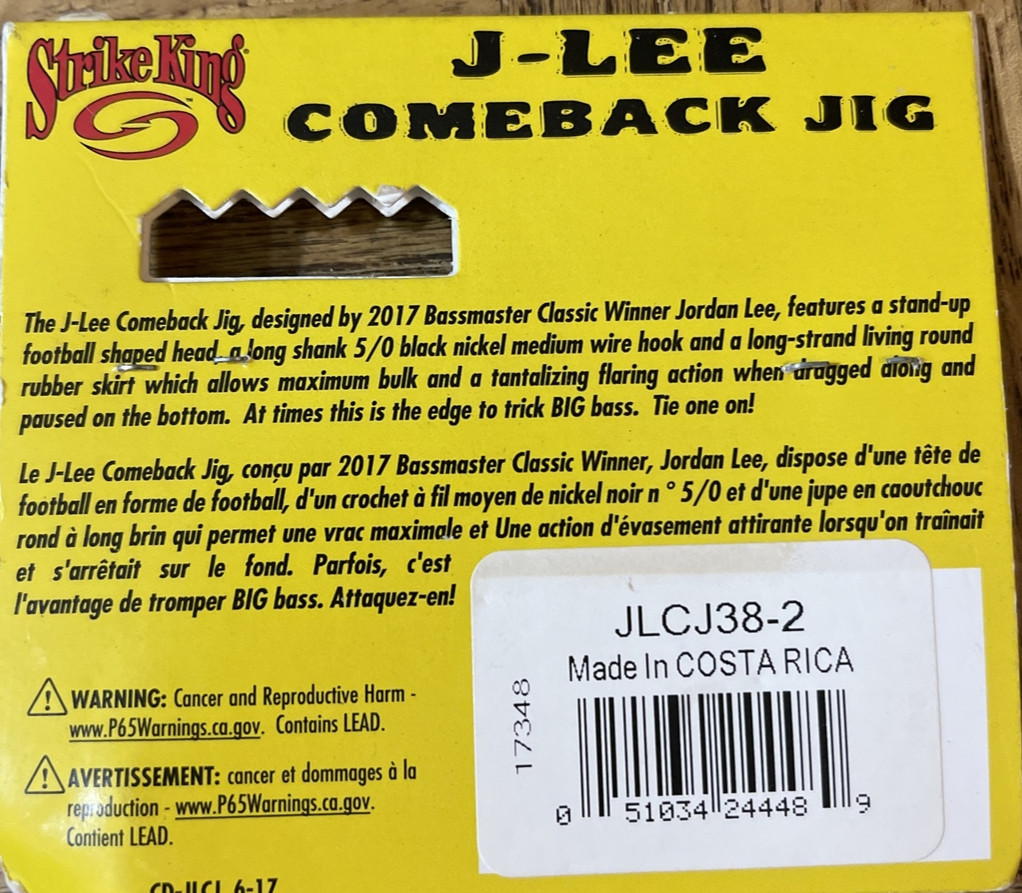 Strike King
J-LEE
COMEBACK JIG
The J-Lee Comeback Jig, designed by 2017 Bassmaster Classic Winner Jordan Lee, features a stand-up
football shaped head, a long shank 5/0 black nickel medium wire hook and a long-strand living round
rubber skirt which allows maximum bulk and a tantalizing flaring action when dragged along and
paused on the bottom. At times this is the edge to trick BIG bass. Tie one on!
Le J-Lee Comeback Jig, conçu par 2017 Bassmaster Classic Winner, Jordan Lee, dispose d'une tête de
football en forme de football, d'un crochet à fil moyen de nickel noir n ° 5/0 et d'une jupe en caoutchouc
rond à long brin qui permet une vrac maximale et Une action d'évasement attirante lorsqu'on traînait
et s'arrêtait sur le fond. Parfois, c'est
l'avantage de tromper BIG bass. Attaquez-en!
WARNING: Cancer and Reproductive Harm -
www.P65Warnings.ca.gov. Contains LEAD.
AVERTISSEMENT: cancer et dommages à la
reproduction - www.P65Warnings.ca.gov.
Contient LEAD.
CD-JLCJ 6-17
JLCJ38-2
Made In COSTA RICA
17348
0 51034 24448 9